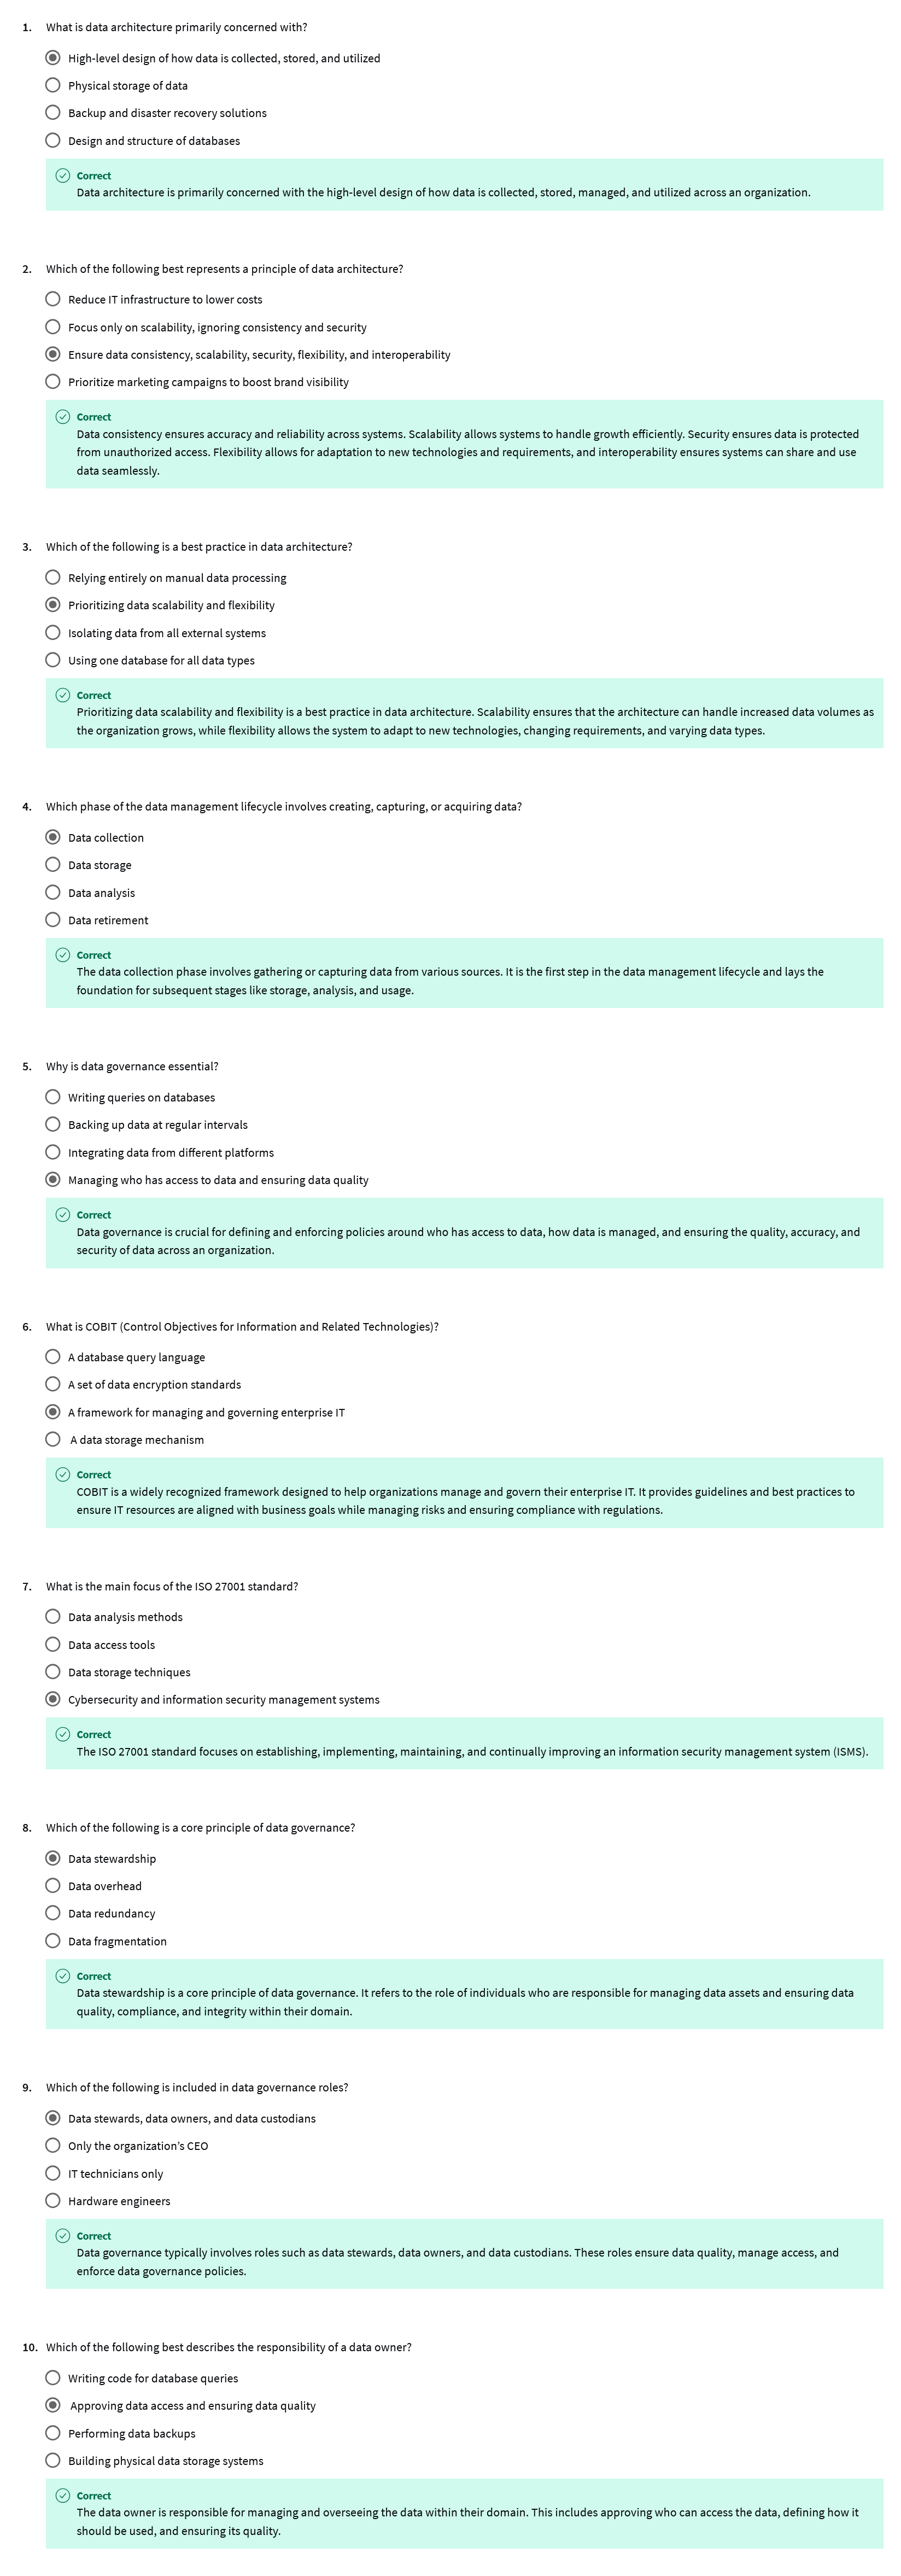 1. What is data architecture primarily concerned with?
High-level design of how data is collected, stored, and utilized
Physical storage of data
Backup and disaster recovery solutions
Design and structure of databases
Correct
Data architecture is primarily concerned with the high-level design of how data is collected, stored, managed, and utilized across an organization.
2. Which of the following best represents a principle of data architecture?
Reduce IT infrastructure to lower costs
Focus only on scalability, ignoring consistency and security
Ensure data consistency, scalability, security, flexibility, and interoperability
Prioritize marketing campaigns to boost brand visibility
Correct
Data consistency ensures accuracy and reliability across systems. Scalability allows systems to handle growth efficiently. Security ensures data is protected
from unauthorized access. Flexibility allows for adaptation to new technologies and requirements, and interoperability ensures systems can share and use
data seamlessly.
3. Which of the following is a best practice in data architecture?
Relying entirely on manual data processing
Prioritizing data scalability and flexibility
Isolating data from all external systems
Using one database for all data types
Correct
Prioritizing data scalability and flexibility is a best practice in data architecture. Scalability ensures that the architecture can handle increased data volumes as
the organization grows, while flexibility allows the system to adapt to new technologies, changing requirements, and varying data types.
4. Which phase of the data management lifecycle involves creating, capturing, or acquiring data?
Data collection
Data storage
Data analysis
Data retirement
Correct
The data collection phase involves gathering or capturing data from various sources. It is the first step in the data management lifecycle and lays the
foundation for subsequent stages like storage, analysis, and usage.
5. Why is data governance essential?
Writing queries on databases
Backing up data at regular intervals
Integrating data from different platforms
Managing who has access to data and ensuring data quality
Correct
Data governance is crucial for defining and enforcing policies around who has access to data, how data is managed, and ensuring the quality, accuracy, and
security of data across an organization.
6. What is COBIT (Control Objectives for Information and Related Technologies)?
A database query language
A set of data encryption standards
A framework for managing and governing enterprise IT
A data storage mechanism
Correct
COBIT is a widely recognized framework designed to help organizations manage and govern their enterprise IT. It provides guidelines and best practices to
ensure IT resources are aligned with business goals while managing risks and ensuring compliance with regulations.
7. What is the main focus of the ISO 27001 standard?
Data analysis methods
Data access tools
Data storage techniques
Cybersecurity and information security management systems
Correct
The ISO 27001 standard focuses on establishing, implementing, maintaining, and continually improving an information security management system (ISMS).
8. Which of the following is a core principle of data governance?
Data stewardship
Data overhead
Data redundancy
Data fragmentation
Correct
Data stewardship is a core principle of data governance. It refers to the role of individuals who are responsible for managing data assets and ensuring data
quality, compliance, and integrity within their domain.
9. Which of the following is included in data governance roles?
Data stewards, data owners, and data custodians
Only the organization’s CEO
IT technicians only
Hardware engineers
Correct
Data governance typically involves roles such as data stewards, data owners, and data custodians. These roles ensure data quality, manage access, and
enforce data governance policies.
10. Which of the following best describes the responsibility of a data owner?
Writing code for database queries
Approving data access and ensuring data quality
Performing data backups
Building physical data storage systems
Correct
The data owner is responsible for managing and overseeing the data within their domain. This includes approving who can access the data, defining how it
should be used, and ensuring its quality.